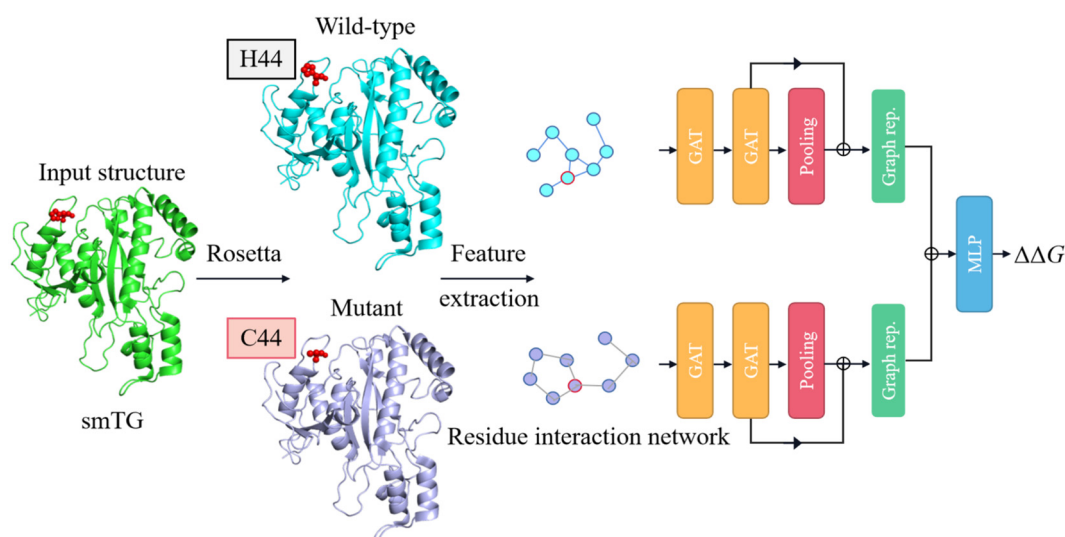 Input structure
smTG
Rosetta
Wild-type
H44
Mutant
C44
Feature
extraction
Residue interaction network
GAT
GAT
Pooling
Graph rep.
GAT
GAT
Pooling
Graph rep.
MLP
ΔΔG